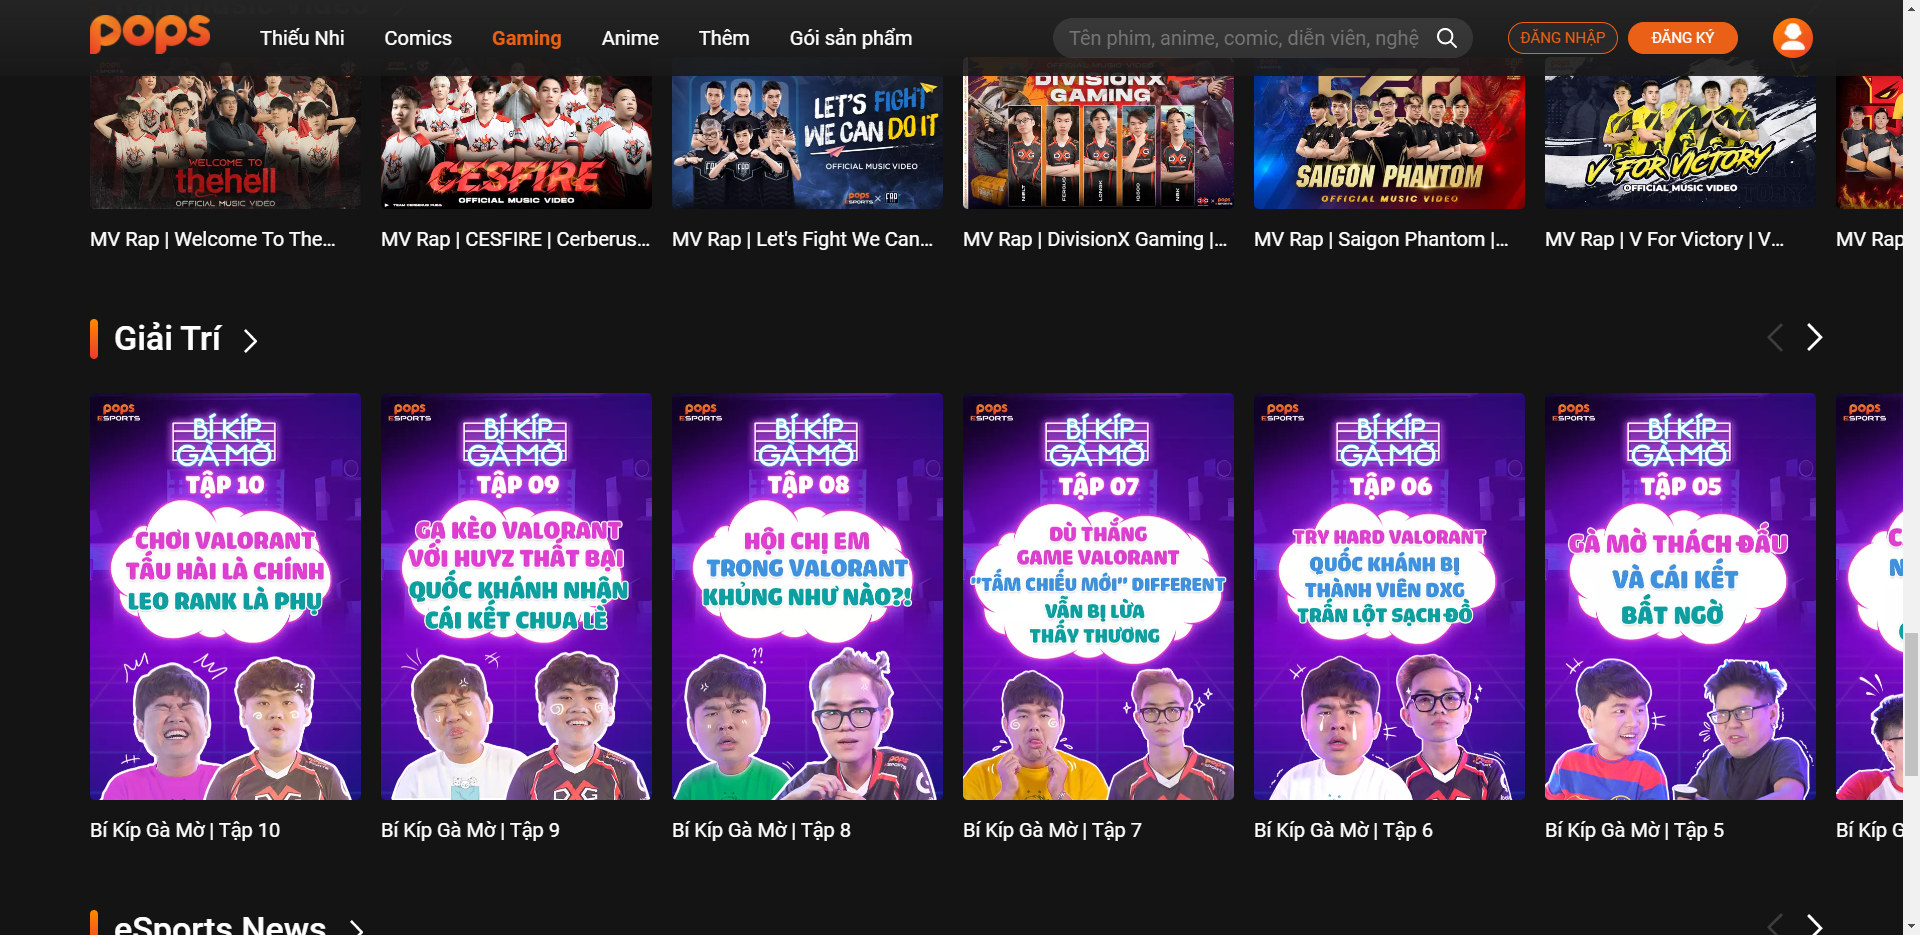 pops
Thiếu Nhi
Comics
Gaming
Anime
Thêm
Gói sản phẩm
Tên phim, anime, comic, diễn viên, nghệ
ĐĂNG NHẬP
ĐĂNG KÝ
WELCOME TO
thehell
OFFICIAL MUSIC VIDEO
CESFIRE
OFFICIAL MUSIC VIDEO
LET'S FIGHT
WE CAN DO IT
OFFICIAL MUSIC VIDEO
DIVISIONX
GAMING
SAIGON PHANTOM
OFFICIAL MUSIC VIDEO
V FOR VICTORY
OFFICIAL MUSIC VIDEO
MV Rap | Welcome To The...
MV Rap | CESFIRE | Cerberus...
MV Rap | Let's Fight We Can...
MV Rap | DivisionX Gaming |...
MV Rap | Saigon Phantom |...
MV Rap | V For Victory | V...
MV Rap
Giải Trí
pops
ESPORTS
BÍ KÍP
GÀ MỜ
TẬP 10
CHƠI VALORANT
TẤU HÀI LÀ CHÍNH
LEO RANK LÀ PHỤ
pops
ESPORTS
BÍ KÍP
GÀ MỜ
TẬP 09
GẠ KÈO VALORANT
VỚI HUYZ THẤT BẠI
QUỐC KHÁNH NHẬN
CÁI KẾT CHUA LÈ
DXG
pops
ESPORTS
BÍ KÍP
GÀ MỜ
TẬP 08
HỘI CHỊ EM
TRONG VALORANT
KHỦNG NHƯ NÀO?!
pops
ESPORTS
BÍ KÍP
GÀ MỜ
TẬP 07
DÙ THẮNG
GAME VALORANT
"TẤM CHIẾU MỚI" DIFFERENT
VẪN BỊ LỪA
THẤY THƯƠNG
pops
ESPORTS
BÍ KÍP
GÀ MỜ
TẬP 06
TRY HARD VALORANT
QUỐC KHÁNH BỊ
THÀNH VIÊN DXG
TRẤN LỘT SẠCH ĐỒ
pops
ESPORTS
BÍ KÍP
GÀ MỜ
TẬP 05
GÀ MỜ THÁCH ĐẤU
VÀ CÁI KẾT
BẤT NGỜ
pops
ESPORTS
Bí Kíp Gà Mờ | Tập 10
Bí Kíp Gà Mờ | Tập 9
Bí Kíp Gà Mờ | Tập 8
Bí Kíp Gà Mờ | Tập 7
Bí Kíp Gà Mờ | Tập 6
Bí Kíp Gà Mờ | Tập 5
Bí Kíp G
eSports News